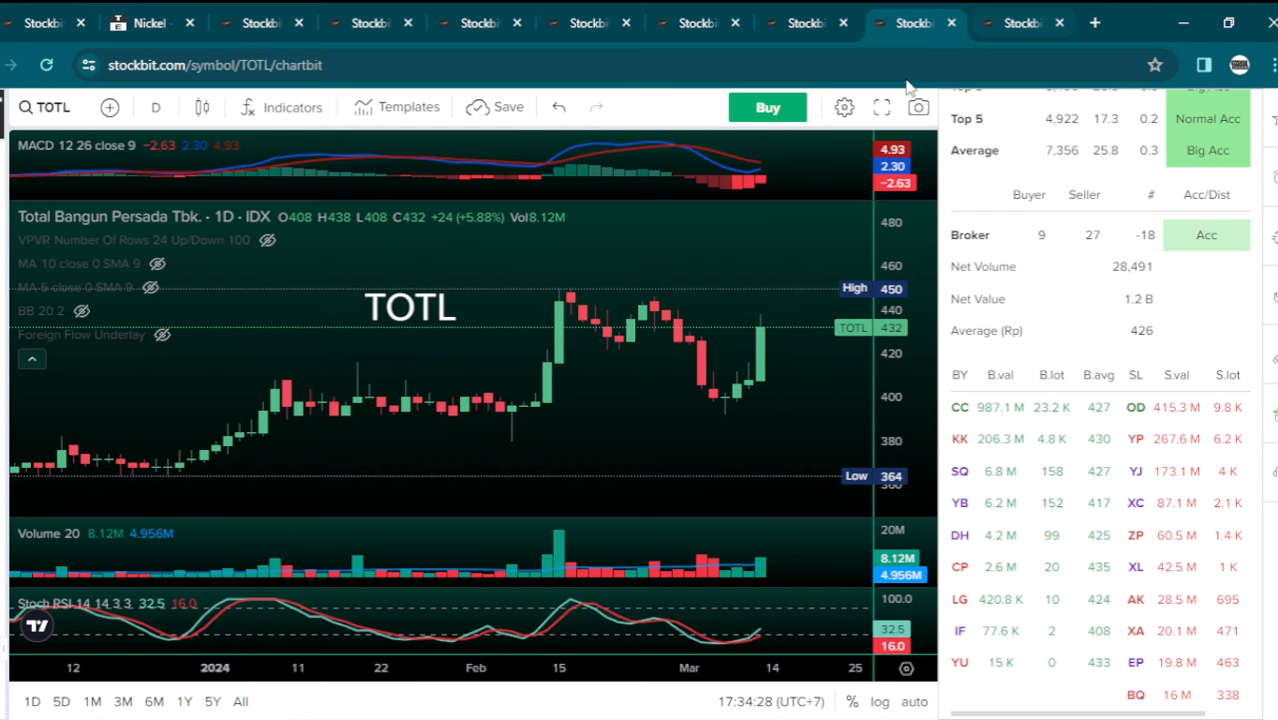 Nickel
Stockbi
Stockbi
Stockbi
Stockbi
Stockbi
Stockbi
Stockbi
Stockbi
stockbit.com/symbol/TOTL/chartbit
TOTL
D
Indicators
Templates
Save
Buy
MACD 12 26 close 9 −2.63 2.30 4.93
4.93
2.30
−2.63
Total Bangun Persada Tbk. · 1D · IDX O408 H438 L408 C432 +24 (+5.88%) Vol8.12M
VPVR Number Of Rows 24 Up/Down 100
MA 10 close 0 SMA 9
MA 5 close 0 SMA 9
BB 20 2
Foreign Flow Underlay
TOTL
480
460
High 450
440
TOTL 432
420
400
380
Low 364
360
Volume 20 8.12M 4.956M
20M
8.12M
4.956M
Stoch RSI 14 14 3 3 32.5 16.0
100.0
32.5
16.0
12 2024 11 22 Feb 15 Mar 14 25
1D 5D 1M 3M 6M 1Y 5Y All
17:34:28 (UTC+7) % log auto
Top 5 4,922 17.3 0.2 Normal Acc
Average 7,356 25.8 0.3 Big Acc
Buyer Seller # Acc/Dist
Broker 9 27 -18 Acc
Net Volume 28,491
Net Value 1.2 B
Average (Rp) 426
BY B.val B.lot B.avg SL S.val S.lot
CC 987.1 M 23.2 K 427 OD 415.3 M 9.8 K
KK 206.3 M 4.8 K 430 YP 267.6 M 6.2 K
SQ 6.8 M 158 427 YJ 173.1 M 4 K
YB 6.2 M 152 417 XC 87.1 M 2.1 K
DH 4.2 M 99 425 ZP 60.5 M 1.4 K
CP 2.6 M 20 435 XL 42.5 M 1 K
LG 420.8 K 10 424 AK 28.5 M 695
IF 77.6 K 2 408 XA 20.1 M 471
YU 15 K 0 433 EP 19.8 M 463
BQ 16 M 338